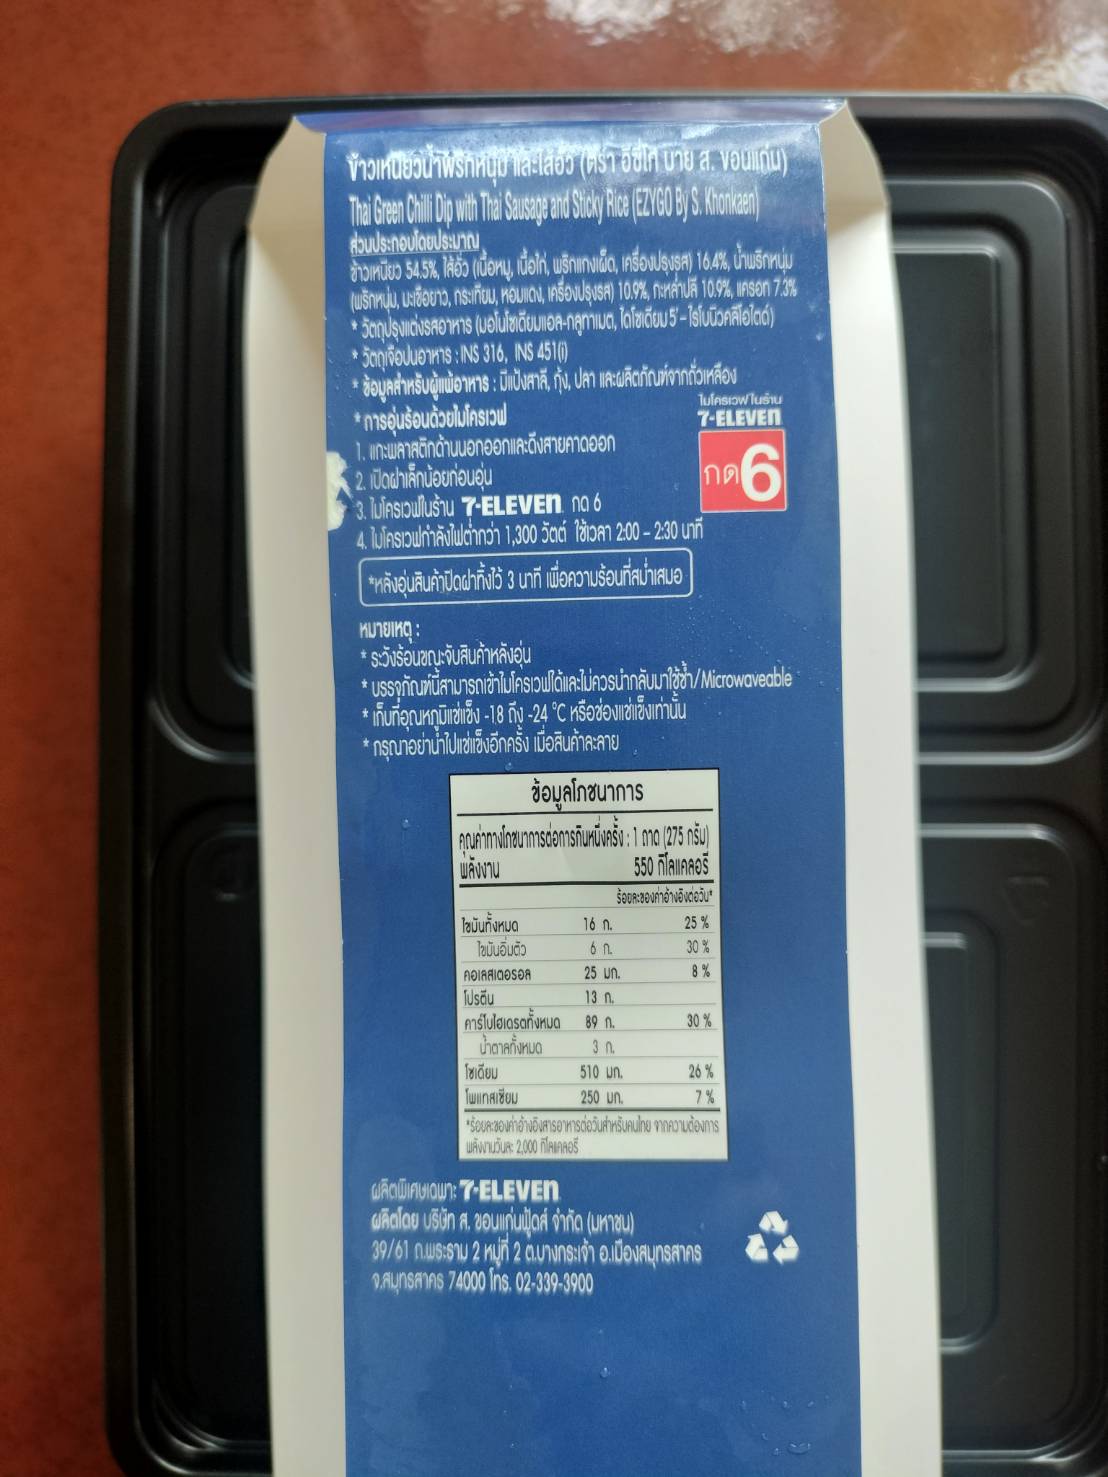 ข้าวเหนียวน้ำพริกหนุ่ม และไส้อั่ว (ตรา อีซี่โก บาย ส. ขอนแก่น)
Thai Green Chilli Dip with Thai Sausage and Sticky Rice (EZYGO By S. Khonkaen)
ส่วนประกอบโดยประมาณ
ข้าวเหนียว 54.5%, ไส้อั่ว (เนื้อหมู, เนื้อไก่, พริกแกงเผ็ด, เครื่องปรุงรส) 16.4%, น้ำพริกหนุ่ม
(พริกหนุ่ม, มะเขือยาว, กระเทียม, หอมแดง, เครื่องปรุงรส) 10.9%, กะหล่ำปลี 10.9%, แครอท 7.3%
* วัตถุปรุงแต่งรสอาหาร (มอโนโซเดียมแอล-กลูทาเมต, ไดโซเดียม 5'-ไรโบนิวคลีโอไตด์)
* วัตถุเจือปนอาหาร : INS 316, INS 451(i)
* ข้อมูลสำหรับผู้แพ้อาหาร : มีแป้งสาลี, กุ้ง, ปลา และผลิตภัณฑ์จากถั่วเหลือง
* การอุ่นร้อนด้วยไมโครเวฟ
1. แกะพลาสติกด้านนอกออกและดึงสายคาดออก
2. เปิดฝาเล็กน้อยก่อนอุ่น
3. ไมโครเวฟในร้าน 7-ELEVEn กด 6
4. ไมโครเวฟกำลังไฟต่ำกว่า 1,300 วัตต์ ใช้เวลา 2:00 – 2:30 นาที
ไมโครเวฟในร้าน
7-ELEVEn
กด6
*หลังอุ่นสินค้าปิดฝาทิ้งไว้ 3 นาที เพื่อความร้อนที่สม่ำเสมอ
หมายเหตุ :
* ระวังร้อนขณะจับสินค้าหลังอุ่น
* บรรจุภัณฑ์นี้สามารถเข้าไมโครเวฟได้และไม่ควรนำกลับมาใช้ซ้ำ/Microwaveable
* เก็บที่อุณหภูมิแช่แข็ง -18 ถึง -24 °C หรือช่องแช่แข็งเท่านั้น
* กรุณาอย่านำไปแช่แข็งอีกครั้ง เมื่อสินค้าละลาย
ข้อมูลโภชนาการ
คุณค่าทางโภชนาการต่อการกินหนึ่งครั้ง : 1 ถาด (275 กรัม)
พลังงาน 550 กิโลแคลอรี
ร้อยละของค่าอ้างอิงต่อวัน*
ไขมันทั้งหมด 16 ก. 25 %
ไขมันอิ่มตัว 6 ก. 30 %
คอเลสเตอรอล 25 มก. 8 %
โปรตีน 13 ก.
คาร์โบไฮเดรตทั้งหมด 89 ก. 30 %
น้ำตาลทั้งหมด 3 ก.
โซเดียม 510 มก. 26 %
โพแทสเซียม 250 มก. 7 %
*ร้อยละของค่าอ้างอิงสารอาหารต่อวันสำหรับคนไทย จากความต้องการ
พลังงานวันละ 2,000 กิโลแคลอรี
ผลิตพิเศษเฉพาะ: 7-ELEVEn
ผลิตโดย บริษัท ส. ขอนแก่นฟู้ดส์ จำกัด (มหาชน)
39/61 ถ.พระราม 2 หมู่ที่ 2 ต.บางกระเจ้า อ.เมืองสมุทรสาคร
จ.สมุทรสาคร 74000 โทร. 02-339-3900